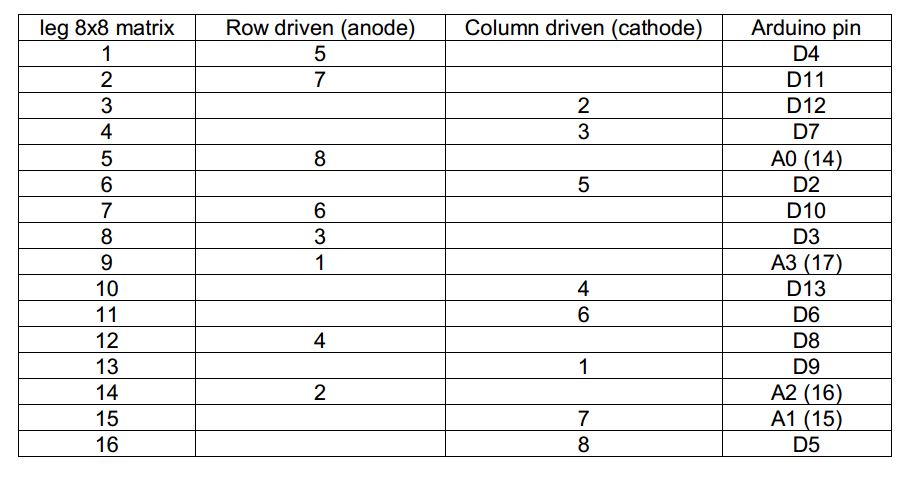 leg 8x8 matrix Row driven (anode) Column driven (cathode) Arduino pin
1 5 D4
2 7 D11
3 2 D12
4 3 D7
5 8 A0 (14)
6 5 D2
7 6 D10
8 3 D3
9 1 A3 (17)
10 4 D13
11 6 D6
12 4 D8
13 1 D9
14 2 A2 (16)
15 7 A1 (15)
16 8 D5